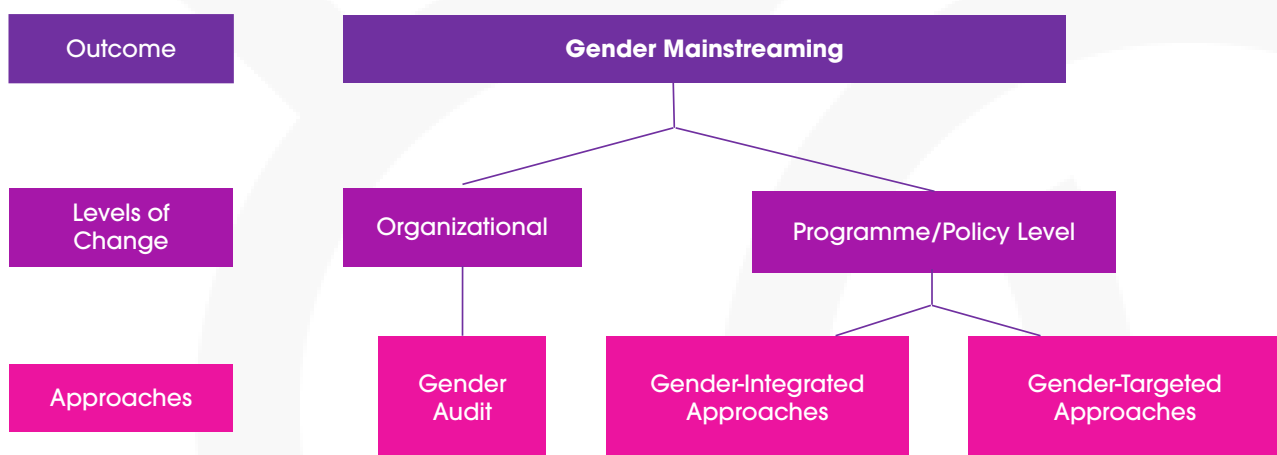 Outcome
Gender Mainstreaming
Levels of
Change
Organizational
Programme/Policy Level
Approaches
Gender
Audit
Gender-Integrated
Approaches
Gender-Targeted
Approaches